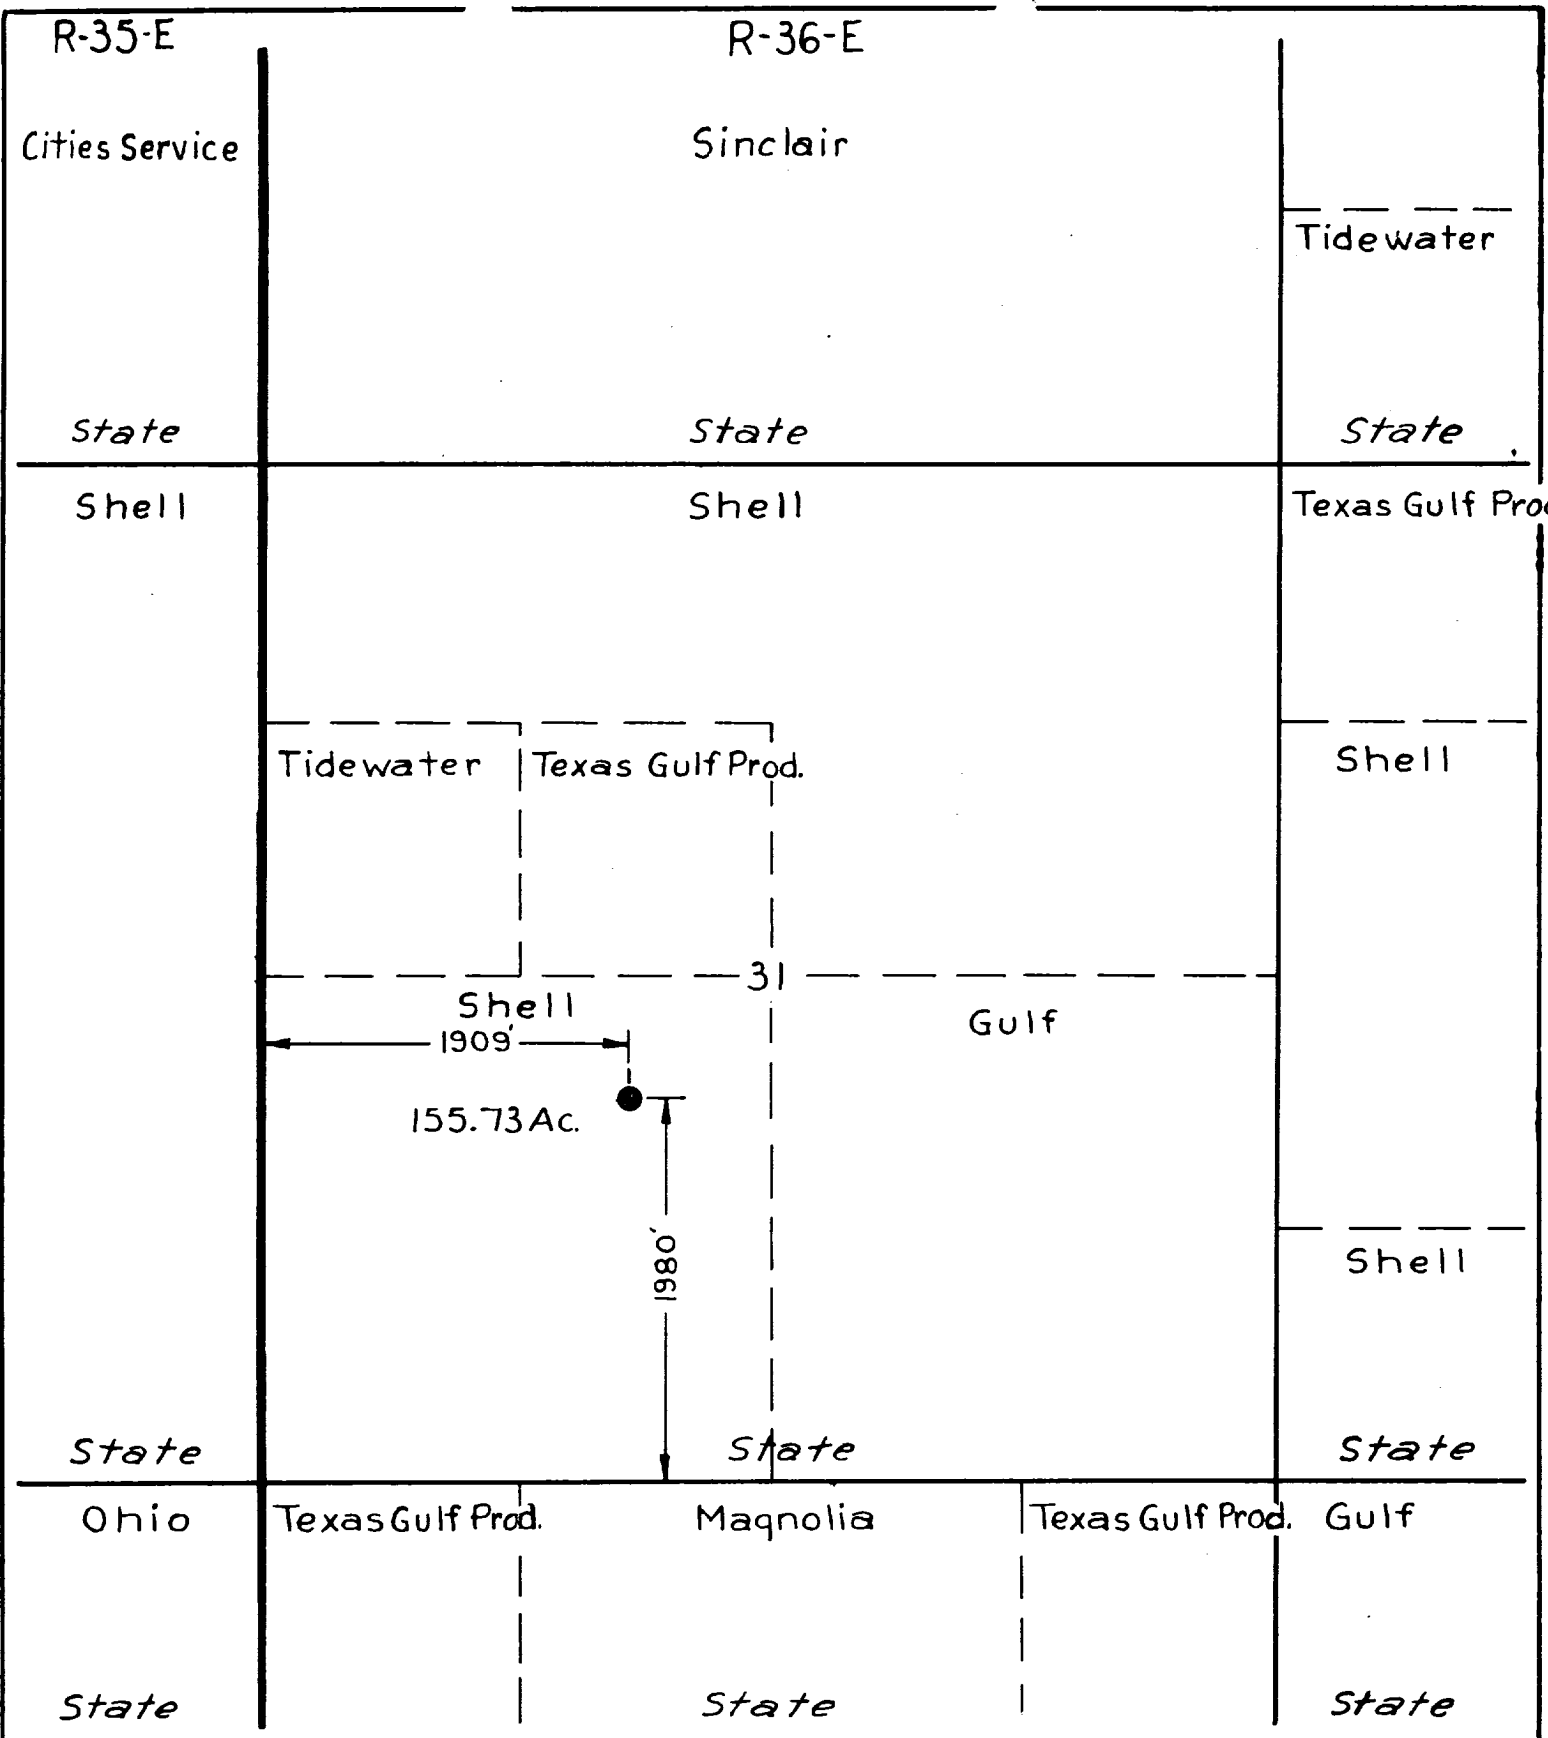 R-35-E R-36-E
Cities Service Sinclair
Tidewater
State State State
Shell Shell Texas Gulf Pro
Tidewater Texas Gulf Prod. Shell
31
Shell Gulf
1909'
155.73 Ac.
1980'
Shell
State State State
Ohio Texas Gulf Prod. Magnolia Texas Gulf Prod. Gulf
State State State